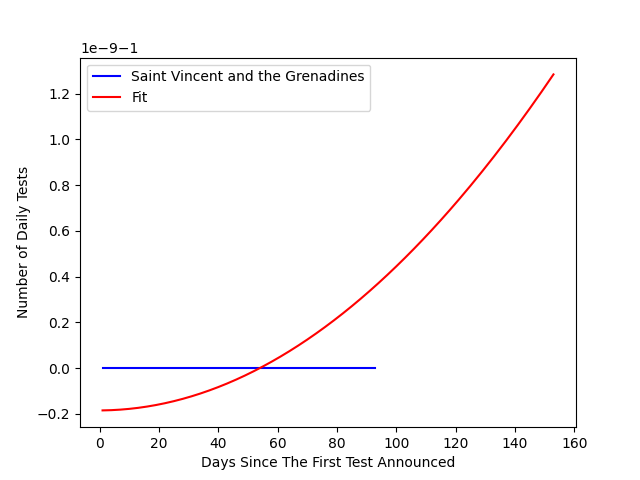 1e−9−1
Saint Vincent and the Grenadines
Fit
Number of Daily Tests
1.2
1.0
0.8
0.6
0.4
0.2
0.0
−0.2
0 20 40 60 80 100 120 140 160
Days Since The First Test Announced